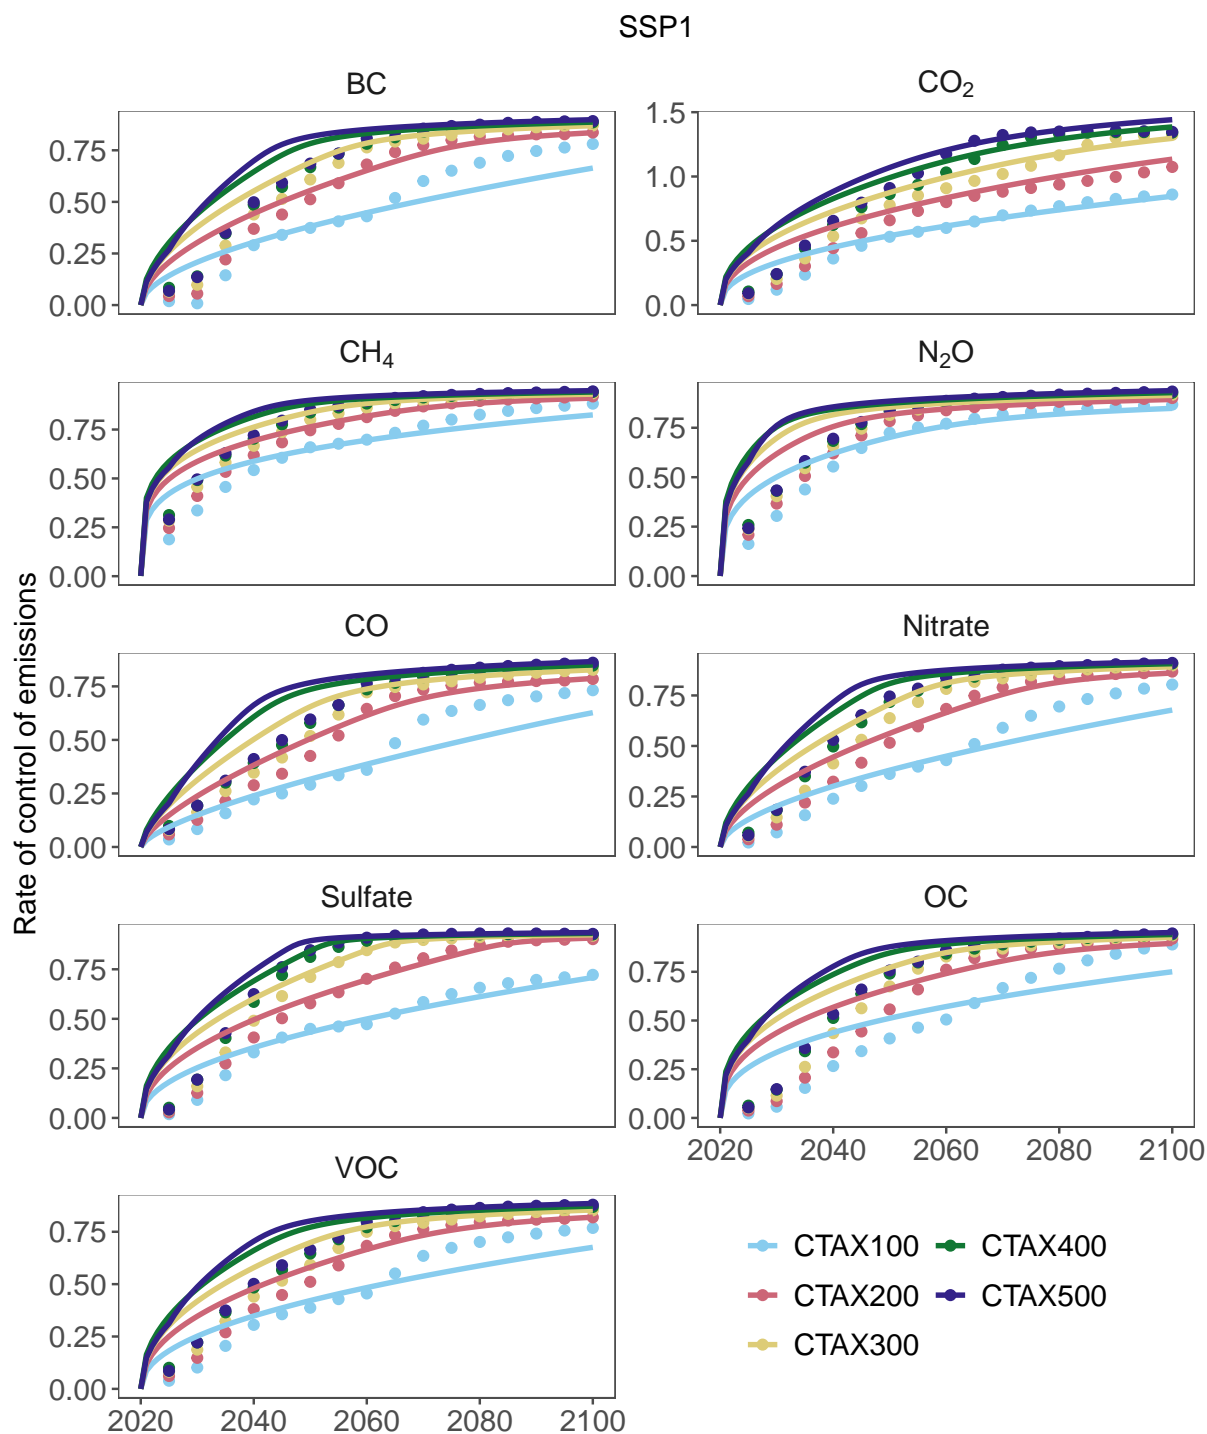 SSP1
BC
CO₂
0.75
0.50
0.25
0.00
1.5
1.0
0.5
0.0
CH₄
N₂O
0.75
0.50
0.25
0.00
0.75
0.50
0.25
0.00
Rate of control of emissions
CO
Nitrate
0.75
0.50
0.25
0.00
0.75
0.50
0.25
0.00
Sulfate
OC
0.75
0.50
0.25
0.00
0.75
0.50
0.25
0.00
2020 2040 2060 2080 2100
VOC
0.75
0.50
0.25
0.00
2020 2040 2060 2080 2100
CTAX100 CTAX400
CTAX200 CTAX500
CTAX300